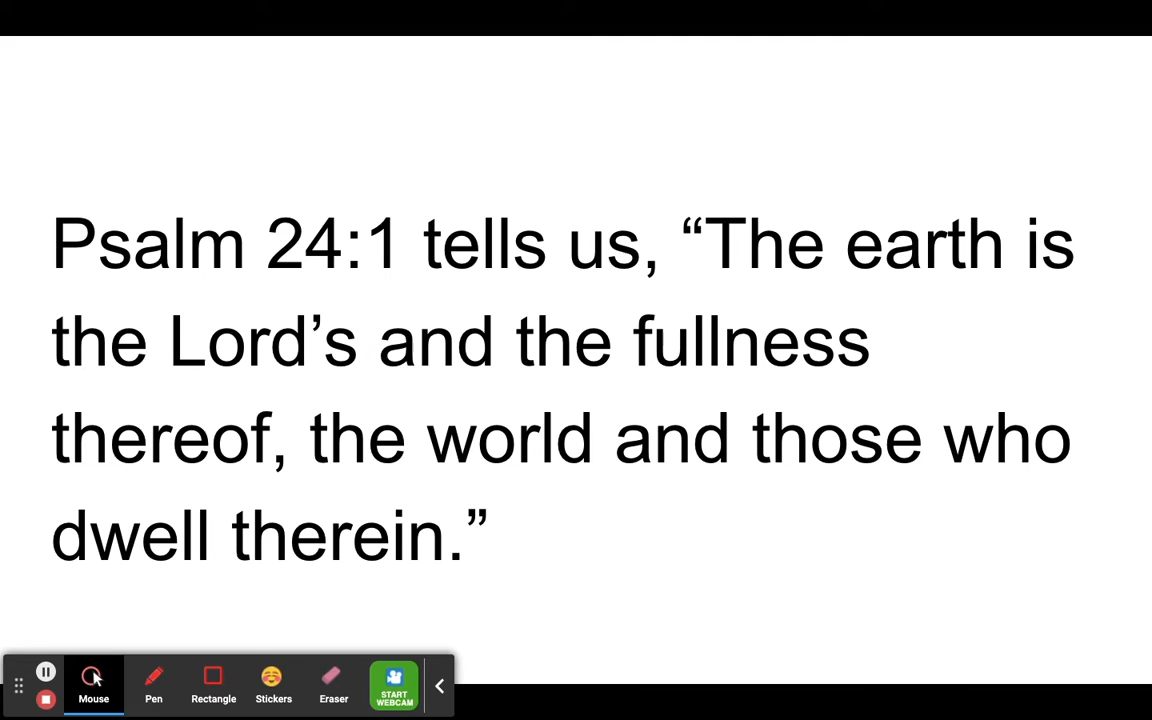 Psalm 24:1 tells us, “The earth is
the Lord’s and the fullness
thereof, the world and those who
dwell therein.”
Mouse
Pen
Rectangle
Stickers
Eraser
START
WEBCAM